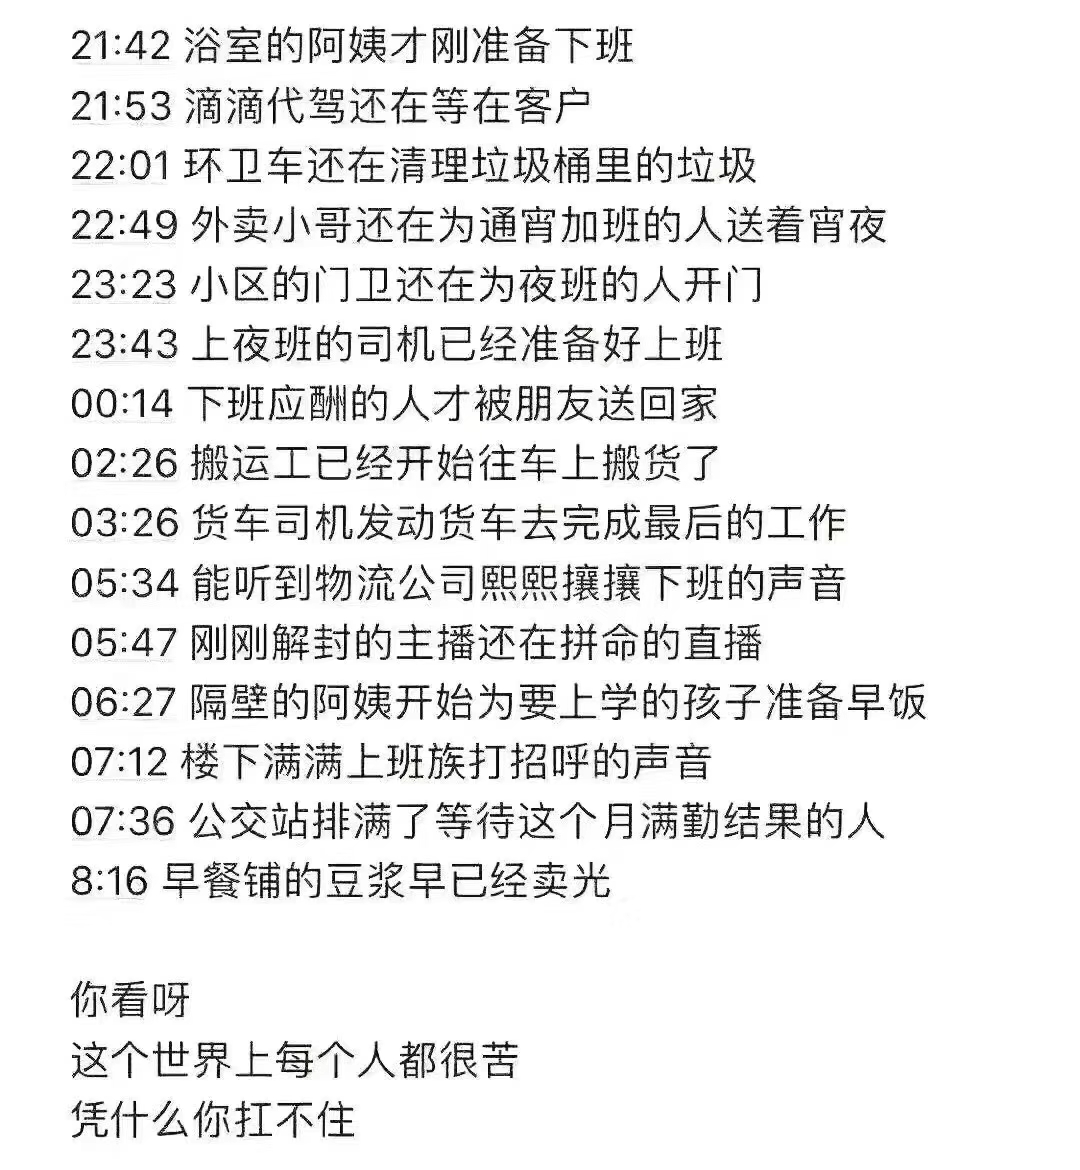 21:42 浴室的阿姨才刚准备下班
21:53 滴滴代驾还在等在客户
22:01 环卫车还在清理垃圾桶里的垃圾
22:49 外卖小哥还在为通宵加班的人送着宵夜
23:23 小区的门卫还在为夜班的人开门
23:43 上夜班的司机已经准备好上班
00:14 下班应酬的人才被朋友送回家
02:26 搬运工已经开始往车上搬货了
03:26 货车司机发动货车去完成最后的工作
05:34 能听到物流公司熙熙攘攘下班的声音
05:47 刚刚解封的主播还在拼命的直播
06:27 隔壁的阿姨开始为要上学的孩子准备早饭
07:12 楼下满满上班族打招呼的声音
07:36 公交站排满了等待这个月满勤结果的人
8:16 早餐铺的豆浆早已经卖光
你看呀
这个世界上每个人都很苦
凭什么你扛不住